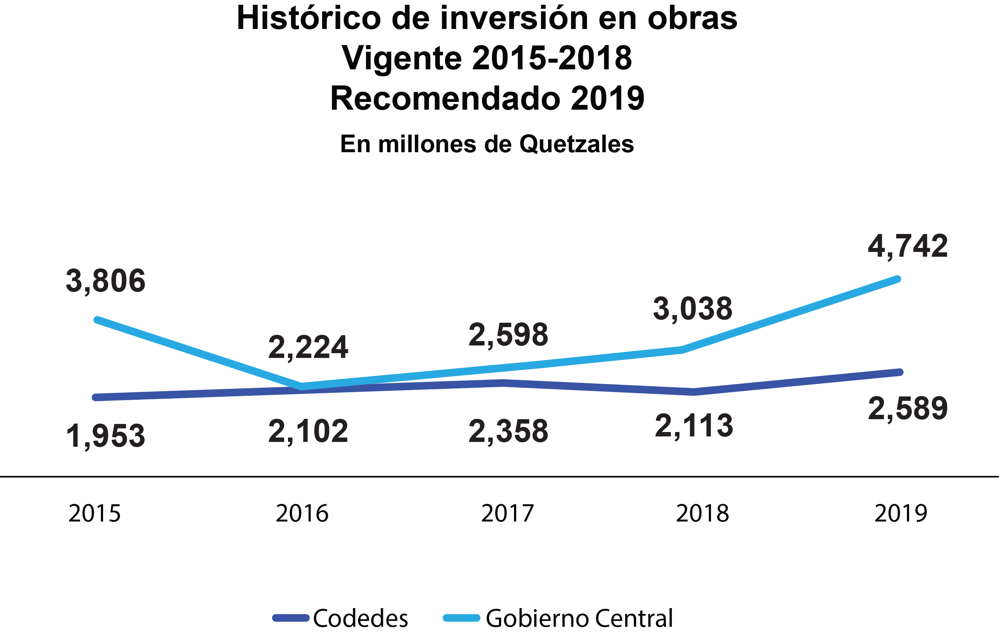 Histórico de inversión en obras
Vigente 2015-2018
Recomendado 2019
En millones de Quetzales
4,742
3,806
3,038
2,598
2,224
2,589
2,113
2,102
2,358
1,953
2015 2016 2017 2018 2019
Codedes Gobierno Central